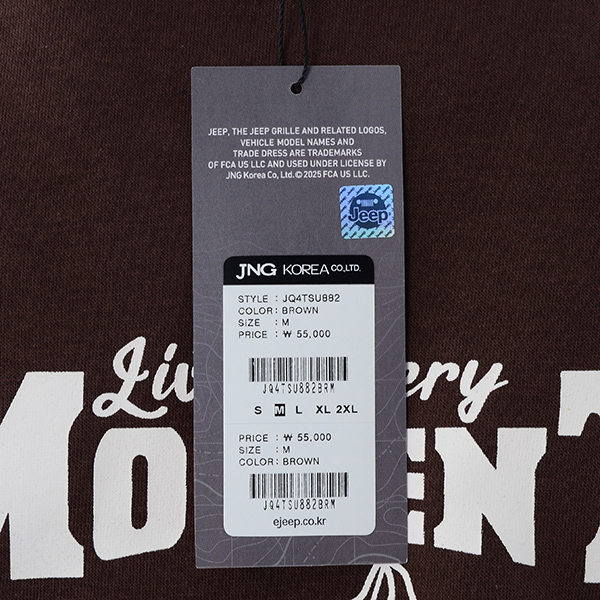 JEEP, THE JEEP GRILLE AND RELATED LOGOS,
VEHICLE MODEL NAMES AND
TRADE DRESS ARE TRADEMARKS
OF FCA US LLC AND USED UNDER LICENSE BY
JNG Korea Co, Ltd. © 2025 FCA US LLC.
Jeep
JNG KOREA CO.,LTD.
STYLE : JQ4TSU882
COLOR : BROWN
SIZE : M
PRICE : ₩ 55,000
JQ4TSU882BRM
S M L XL 2XL
PRICE : ₩ 55,000
SIZE : M
COLOR : BROWN
JQ4TSU882BRM
ejeep.co.kr